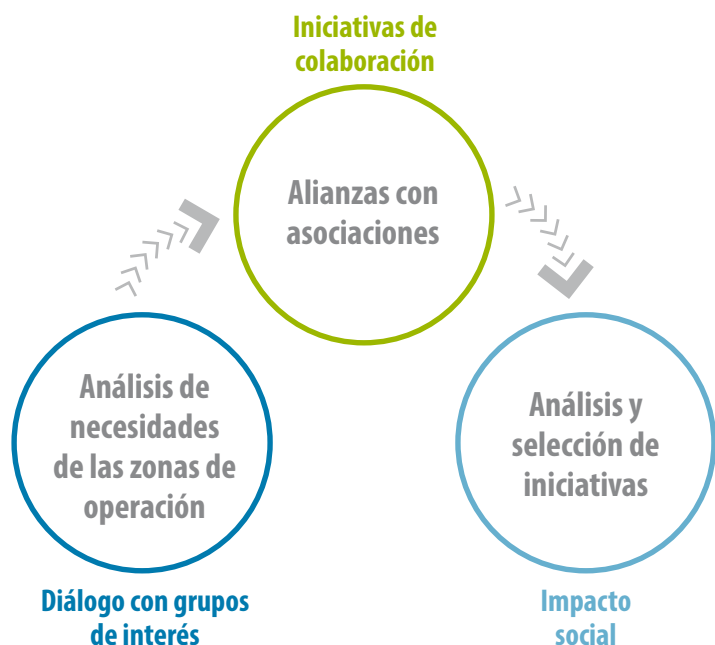 Iniciativas de
colaboración
Alianzas con
asociaciones
Análisis de
necesidades
de las zonas de
operación
Diálogo con grupos
de interés
Análisis y
selección de
iniciativas
Impacto
social